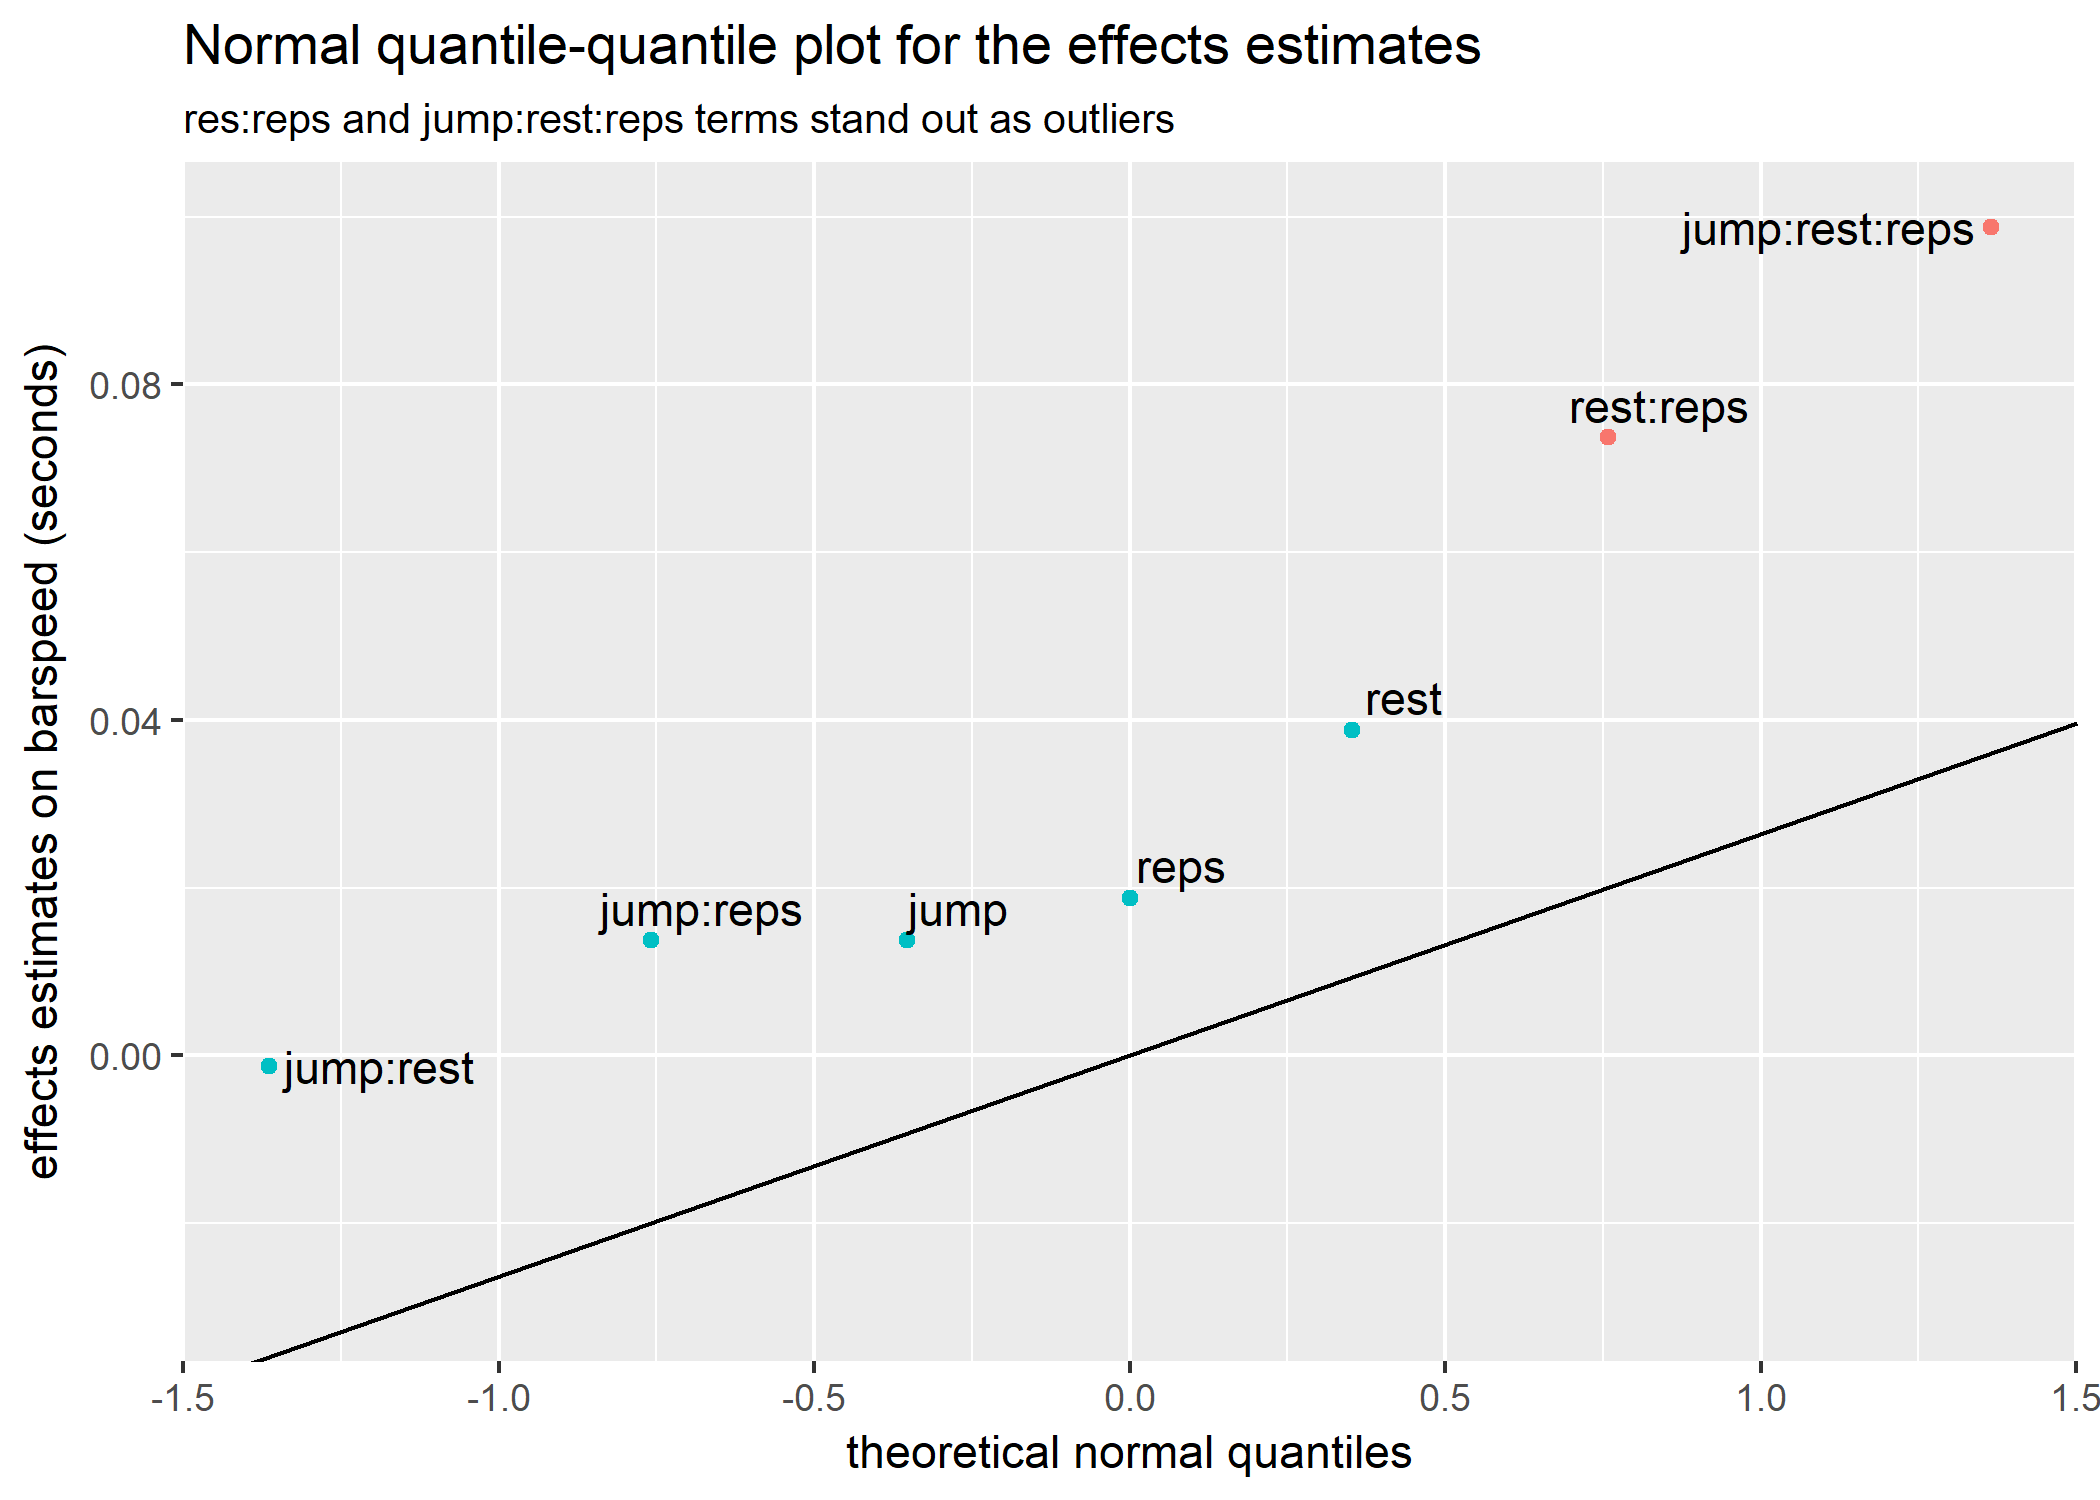 Normal quantile-quantile plot for the effects estimates
res:reps and jump:rest:reps terms stand out as outliers
jump:rest:reps
rest:reps
rest
reps
jump:reps
jump
jump:rest
effects estimates on barspeed (seconds)
0.08
0.04
0.00
-1.5
-1.0
-0.5
0.0
0.5
1.0
1.5
theoretical normal quantiles